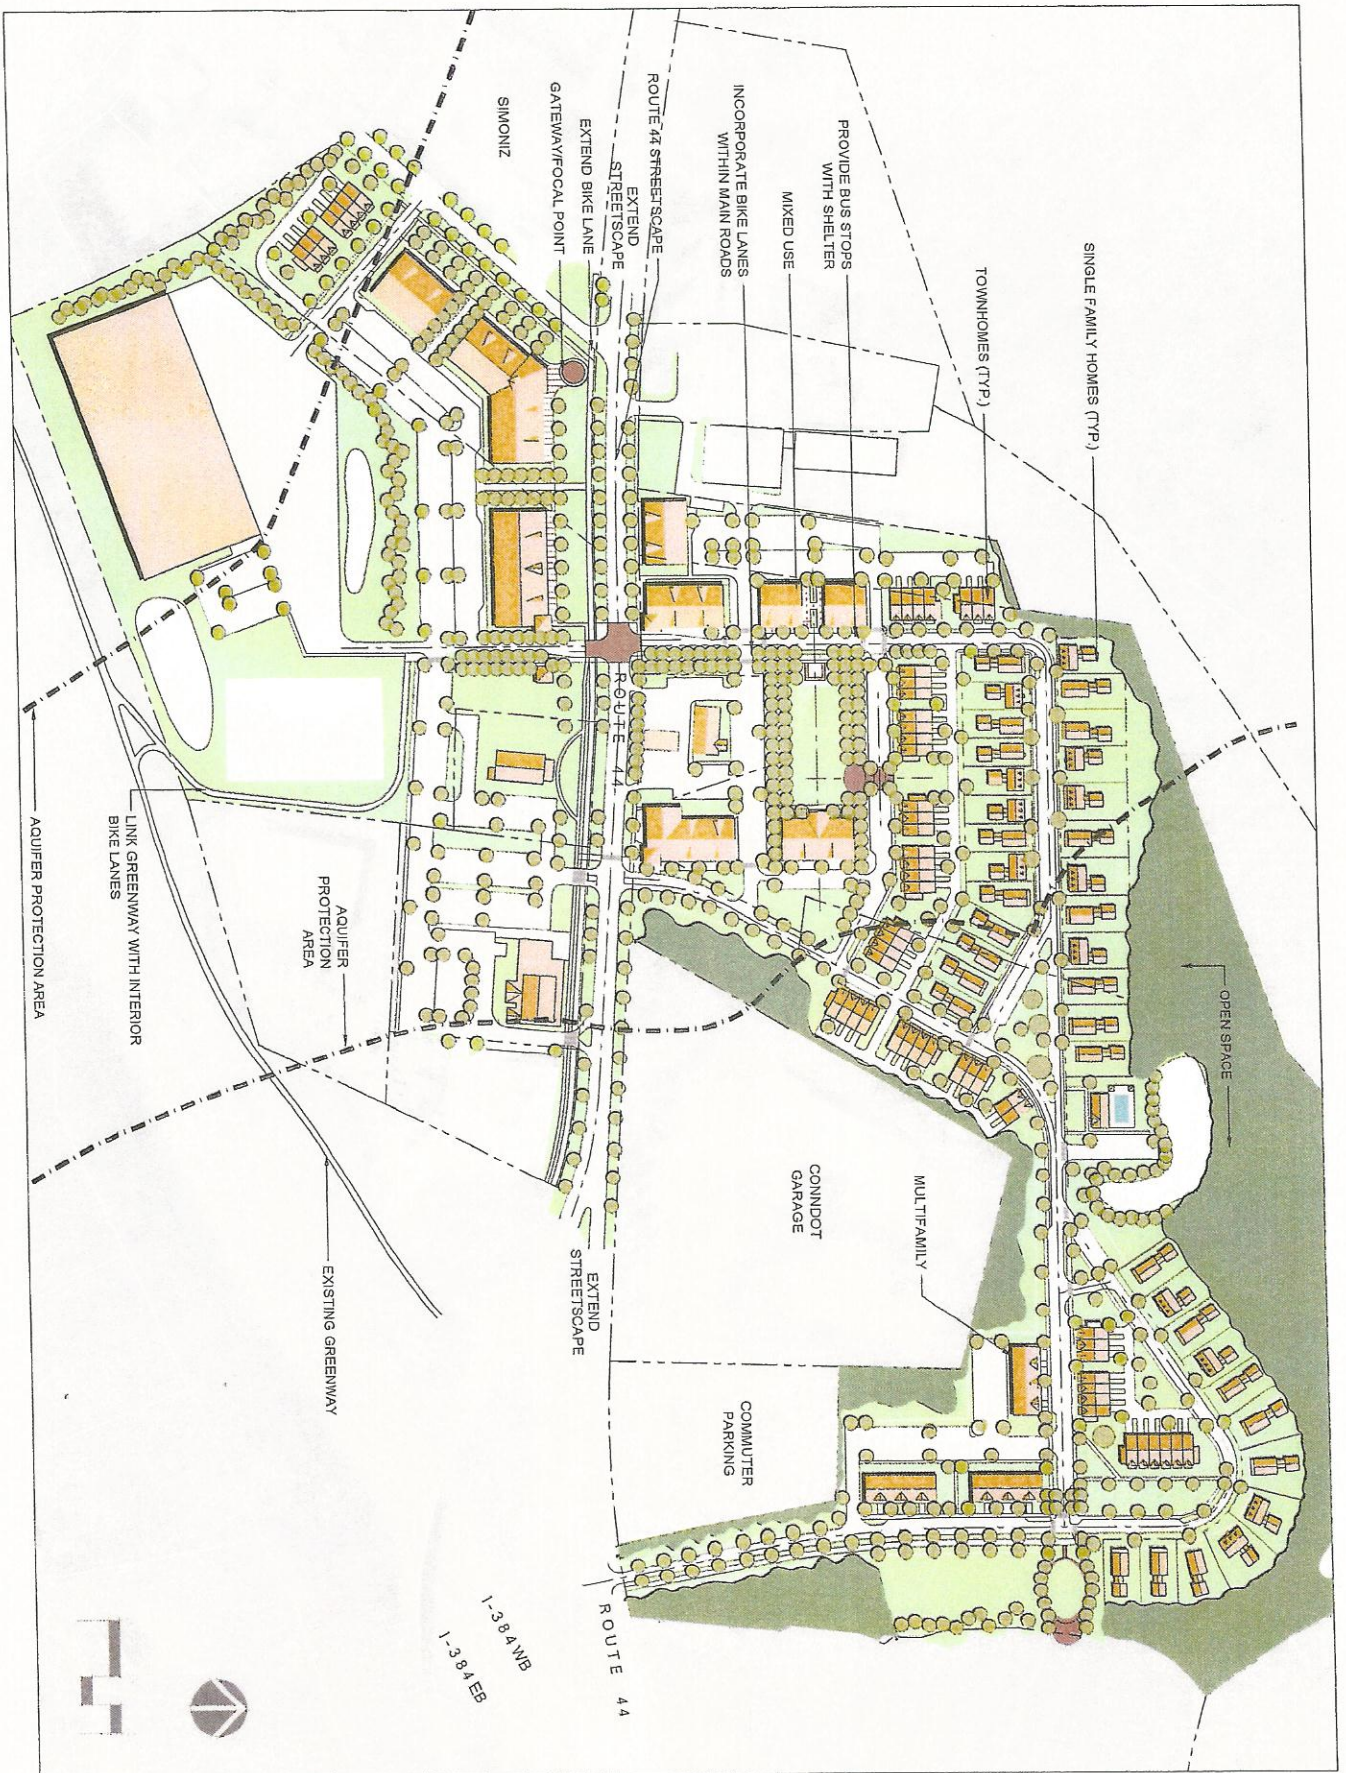 SINGLE FAMILY HOMES (TYP.)
TOWNHOMES (TYP.)
PROVIDE BUS STOPS
WITH SHELTER
MIXED USE
INCORPORATE BIKE LANES
WITHIN MAIN ROADS
ROUTE 44 STREETSCAPE
EXTEND
STREETSCAPE
EXTEND BIKE LANE
GATEWAY/FOCAL POINT
SIMONIZ
OPEN SPACE
ROUTE 44
MULTIFAMILY
CONNDOT
GARAGE
COMMUTER
PARKING
EXTEND
STREETSCAPE
ROUTE 44
I-384 WB
I-384 EB
AQUIFER
PROTECTION
AREA
EXISTING GREENWAY
LINK GREENWAY WITH INTERIOR
BIKE LANES
AQUIFER PROTECTION AREA